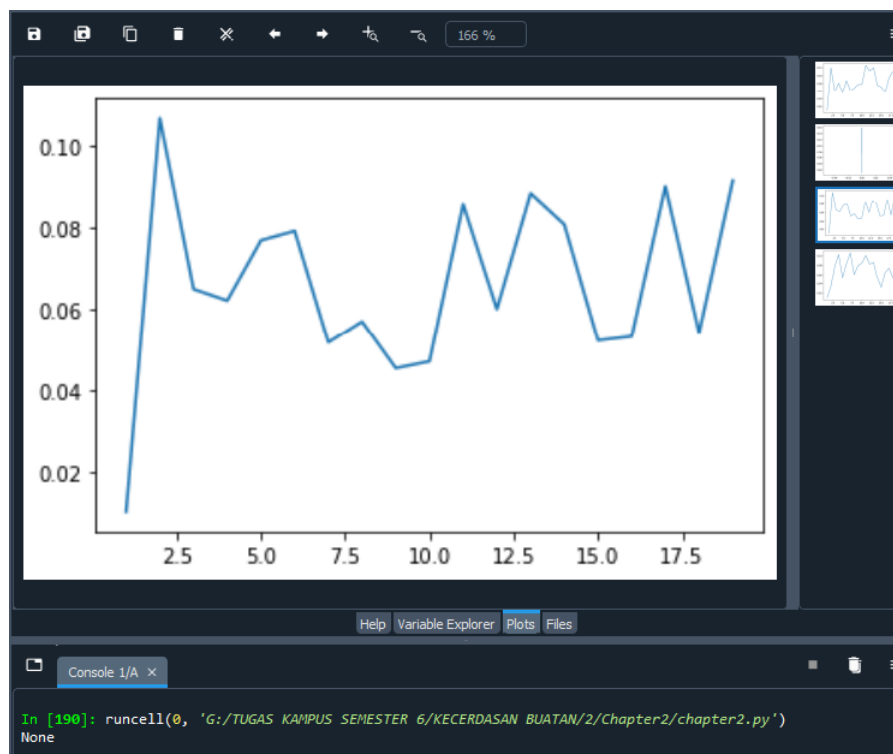 166 %
0.10
0.08
0.06
0.04
0.02
2.5 5.0 7.5 10.0 12.5 15.0 17.5
Help Variable Explorer Plots Files
Console 1/A ×
In [190]: runcell(0, 'G:/TUGAS KAMPUS SEMESTER 6/KECERDASAN BUATAN/2/Chapter2/chapter2.py')
None